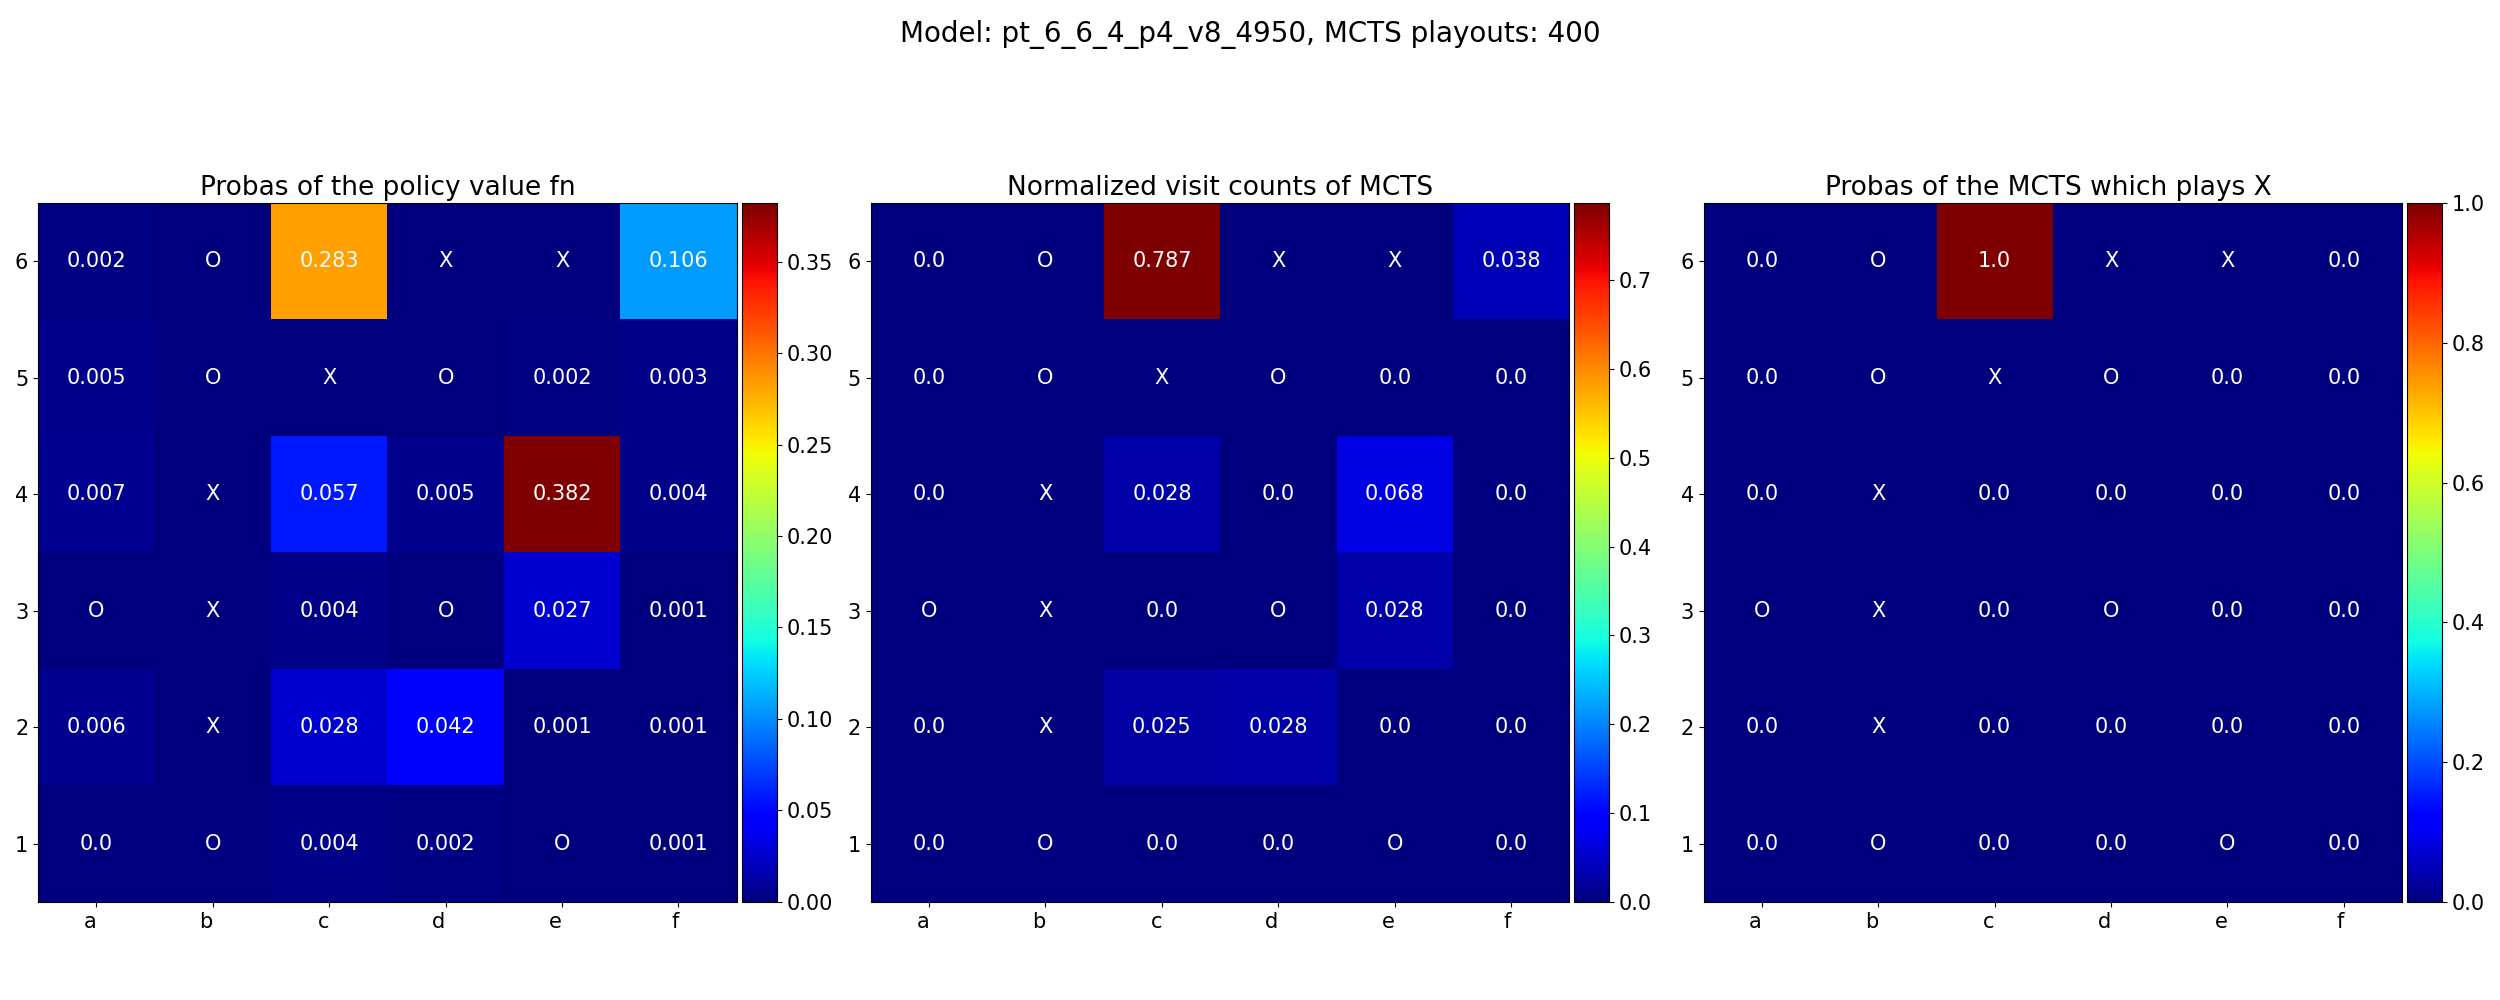 Model: pt_6_6_4_p4_v8_4950, MCTS playouts: 400
Probas of the policy value fn
6 0.002 O 0.283 X X 0.106
5 0.005 O X O 0.002 0.003
4 0.007 X 0.057 0.005 0.382 0.004
3 O X 0.004 O 0.027 0.001
2 0.006 X 0.028 0.042 0.001 0.001
1 0.0 O 0.004 0.002 O 0.001
a b c d e f
0.35
0.30
0.25
0.20
0.15
0.10
0.05
0.00
Normalized visit counts of MCTS
6 0.0 O 0.787 X X 0.038
5 0.0 O X O 0.0 0.0
4 0.0 X 0.028 0.0 0.068 0.0
3 O X 0.0 O 0.028 0.0
2 0.0 X 0.025 0.028 0.0 0.0
1 0.0 O 0.0 0.0 O 0.0
a b c d e f
0.7
0.6
0.5
0.4
0.3
0.2
0.1
0.0
Probas of the MCTS which plays X
6 0.0 O 1.0 X X 0.0
5 0.0 O X O 0.0 0.0
4 0.0 X 0.0 0.0 0.0 0.0
3 O X 0.0 O 0.0 0.0
2 0.0 X 0.0 0.0 0.0 0.0
1 0.0 O 0.0 0.0 O 0.0
a b c d e f
1.0
0.8
0.6
0.4
0.2
0.0